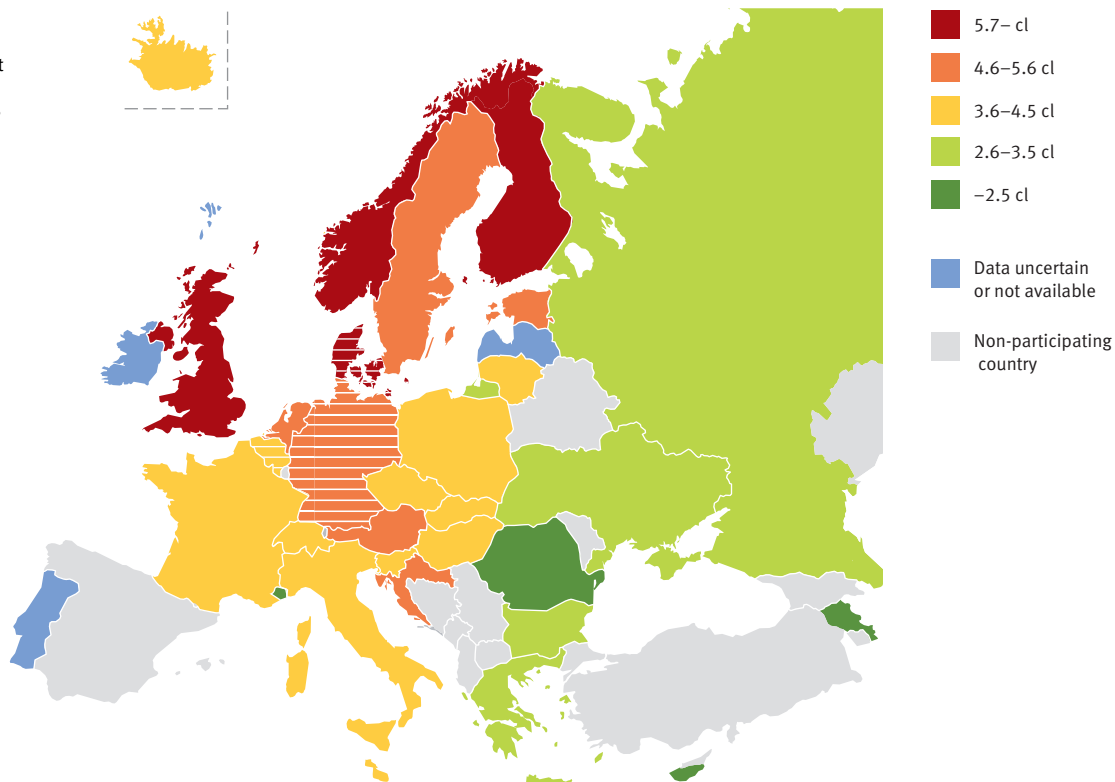 t
5.7– cl
4.6–5.6 cl
3.6–4.5 cl
2.6–3.5 cl
–2.5 cl
Data uncertain
or not available
Non-participating
country